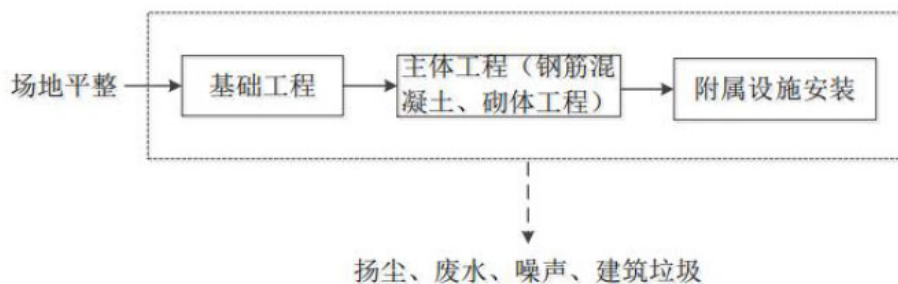 场地平整
基础工程
主体工程（钢筋混
凝土、砌体工程）
附属设施安装
扬尘、废水、噪声、建筑垃圾